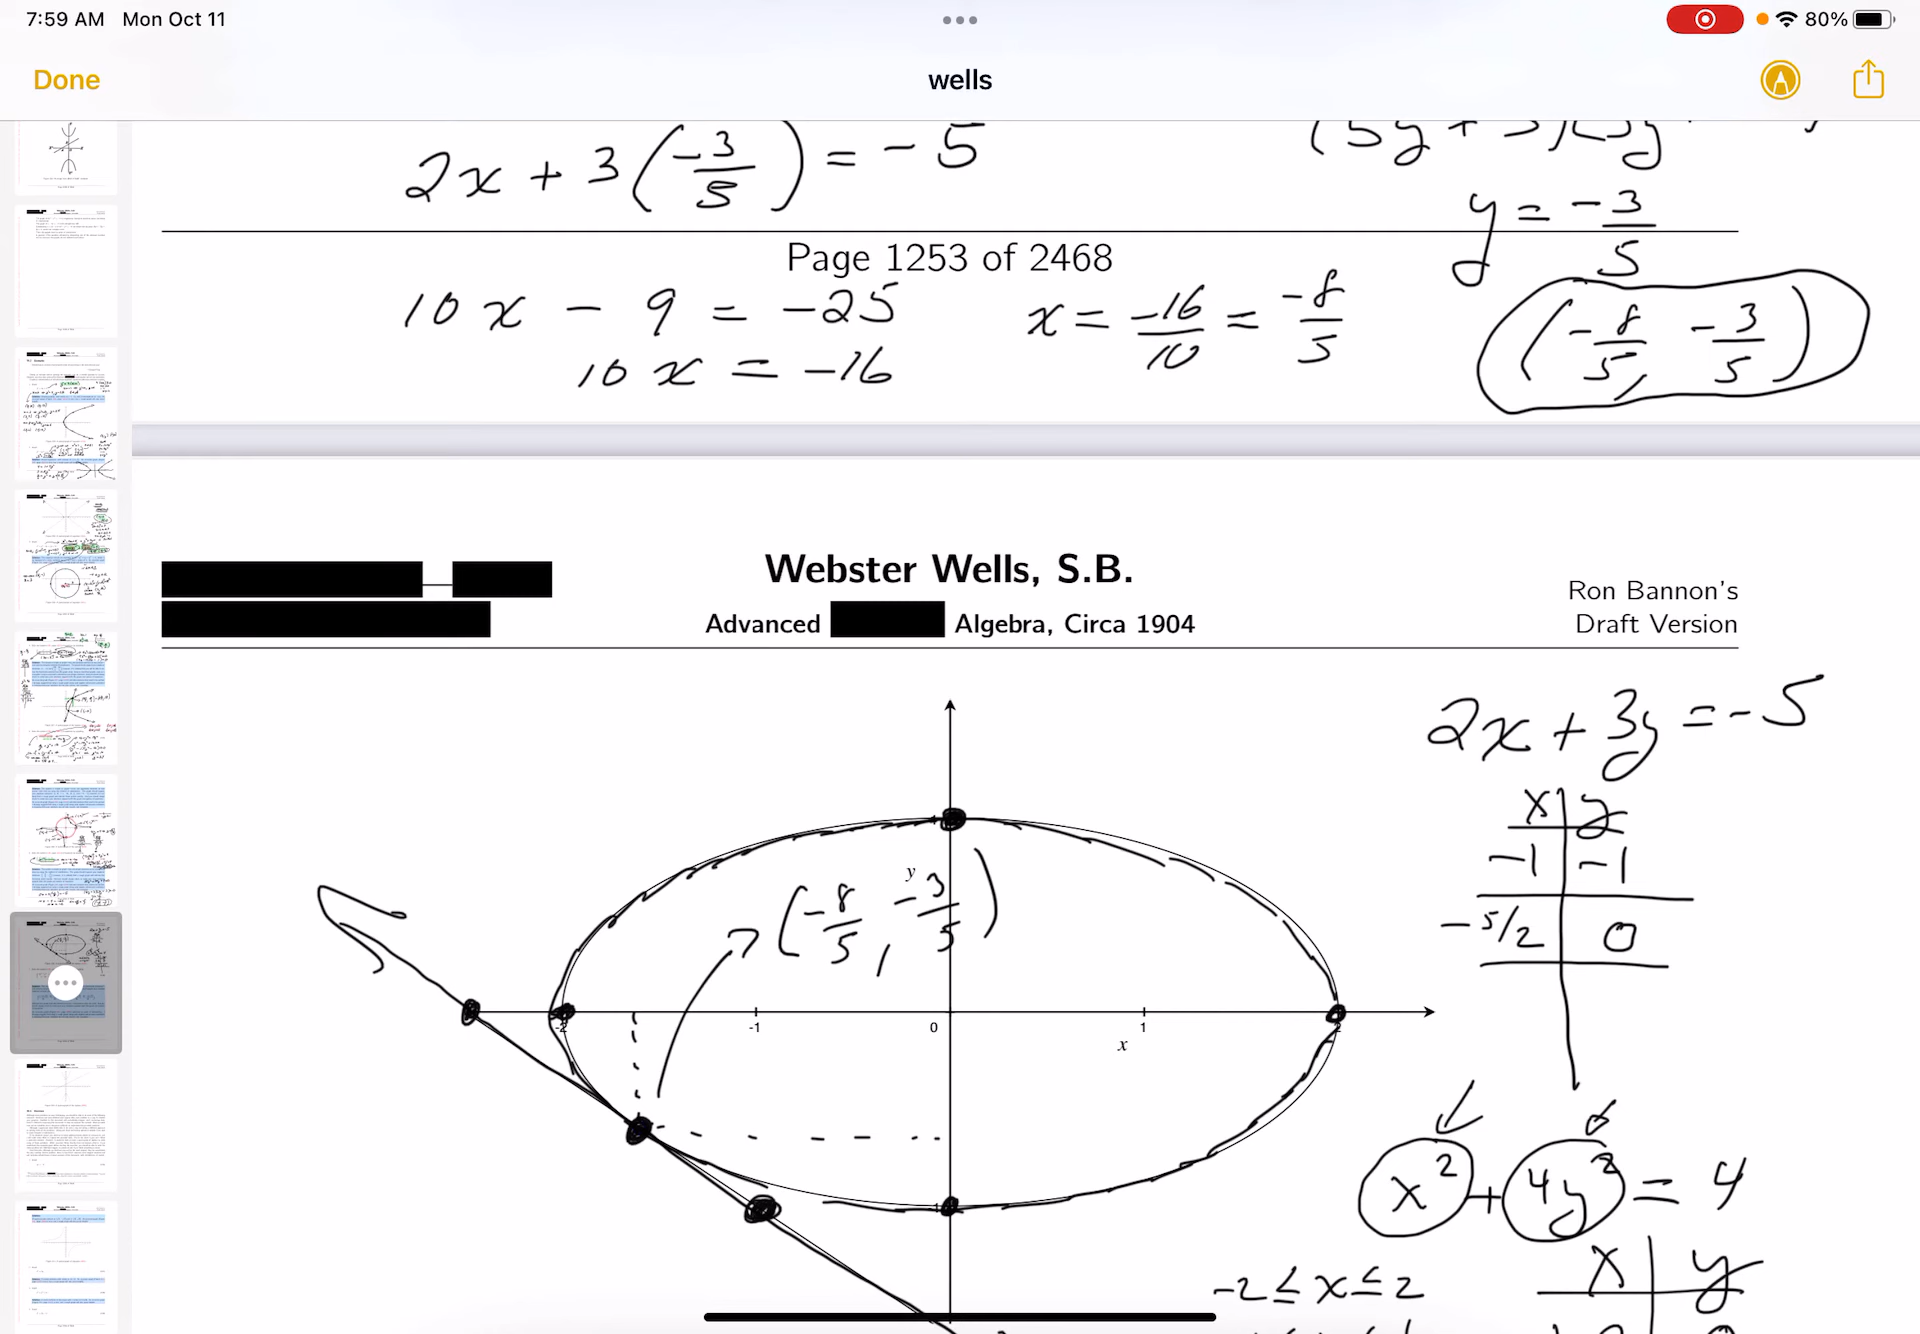 7:59 AM Mon Oct 11
80%
Done
wells
2x + 3(-3/5) = -5
y = -3/5
Page 1253 of 2468
10x - 9 = -25
x = -16/10 = -8/5
(-8/5, -3/5)
10x = -16
Webster Wells, S.B.
Ron Bannon's
Advanced Algebra, Circa 1904
Draft Version
2x + 3y = -5
x y
-1 -1
-5/2 0
y
(-8/5, -3/5)
-2 -1 0 1 2
x
x² + 4y² = 4
-2 ≤ x ≤ 2
x y